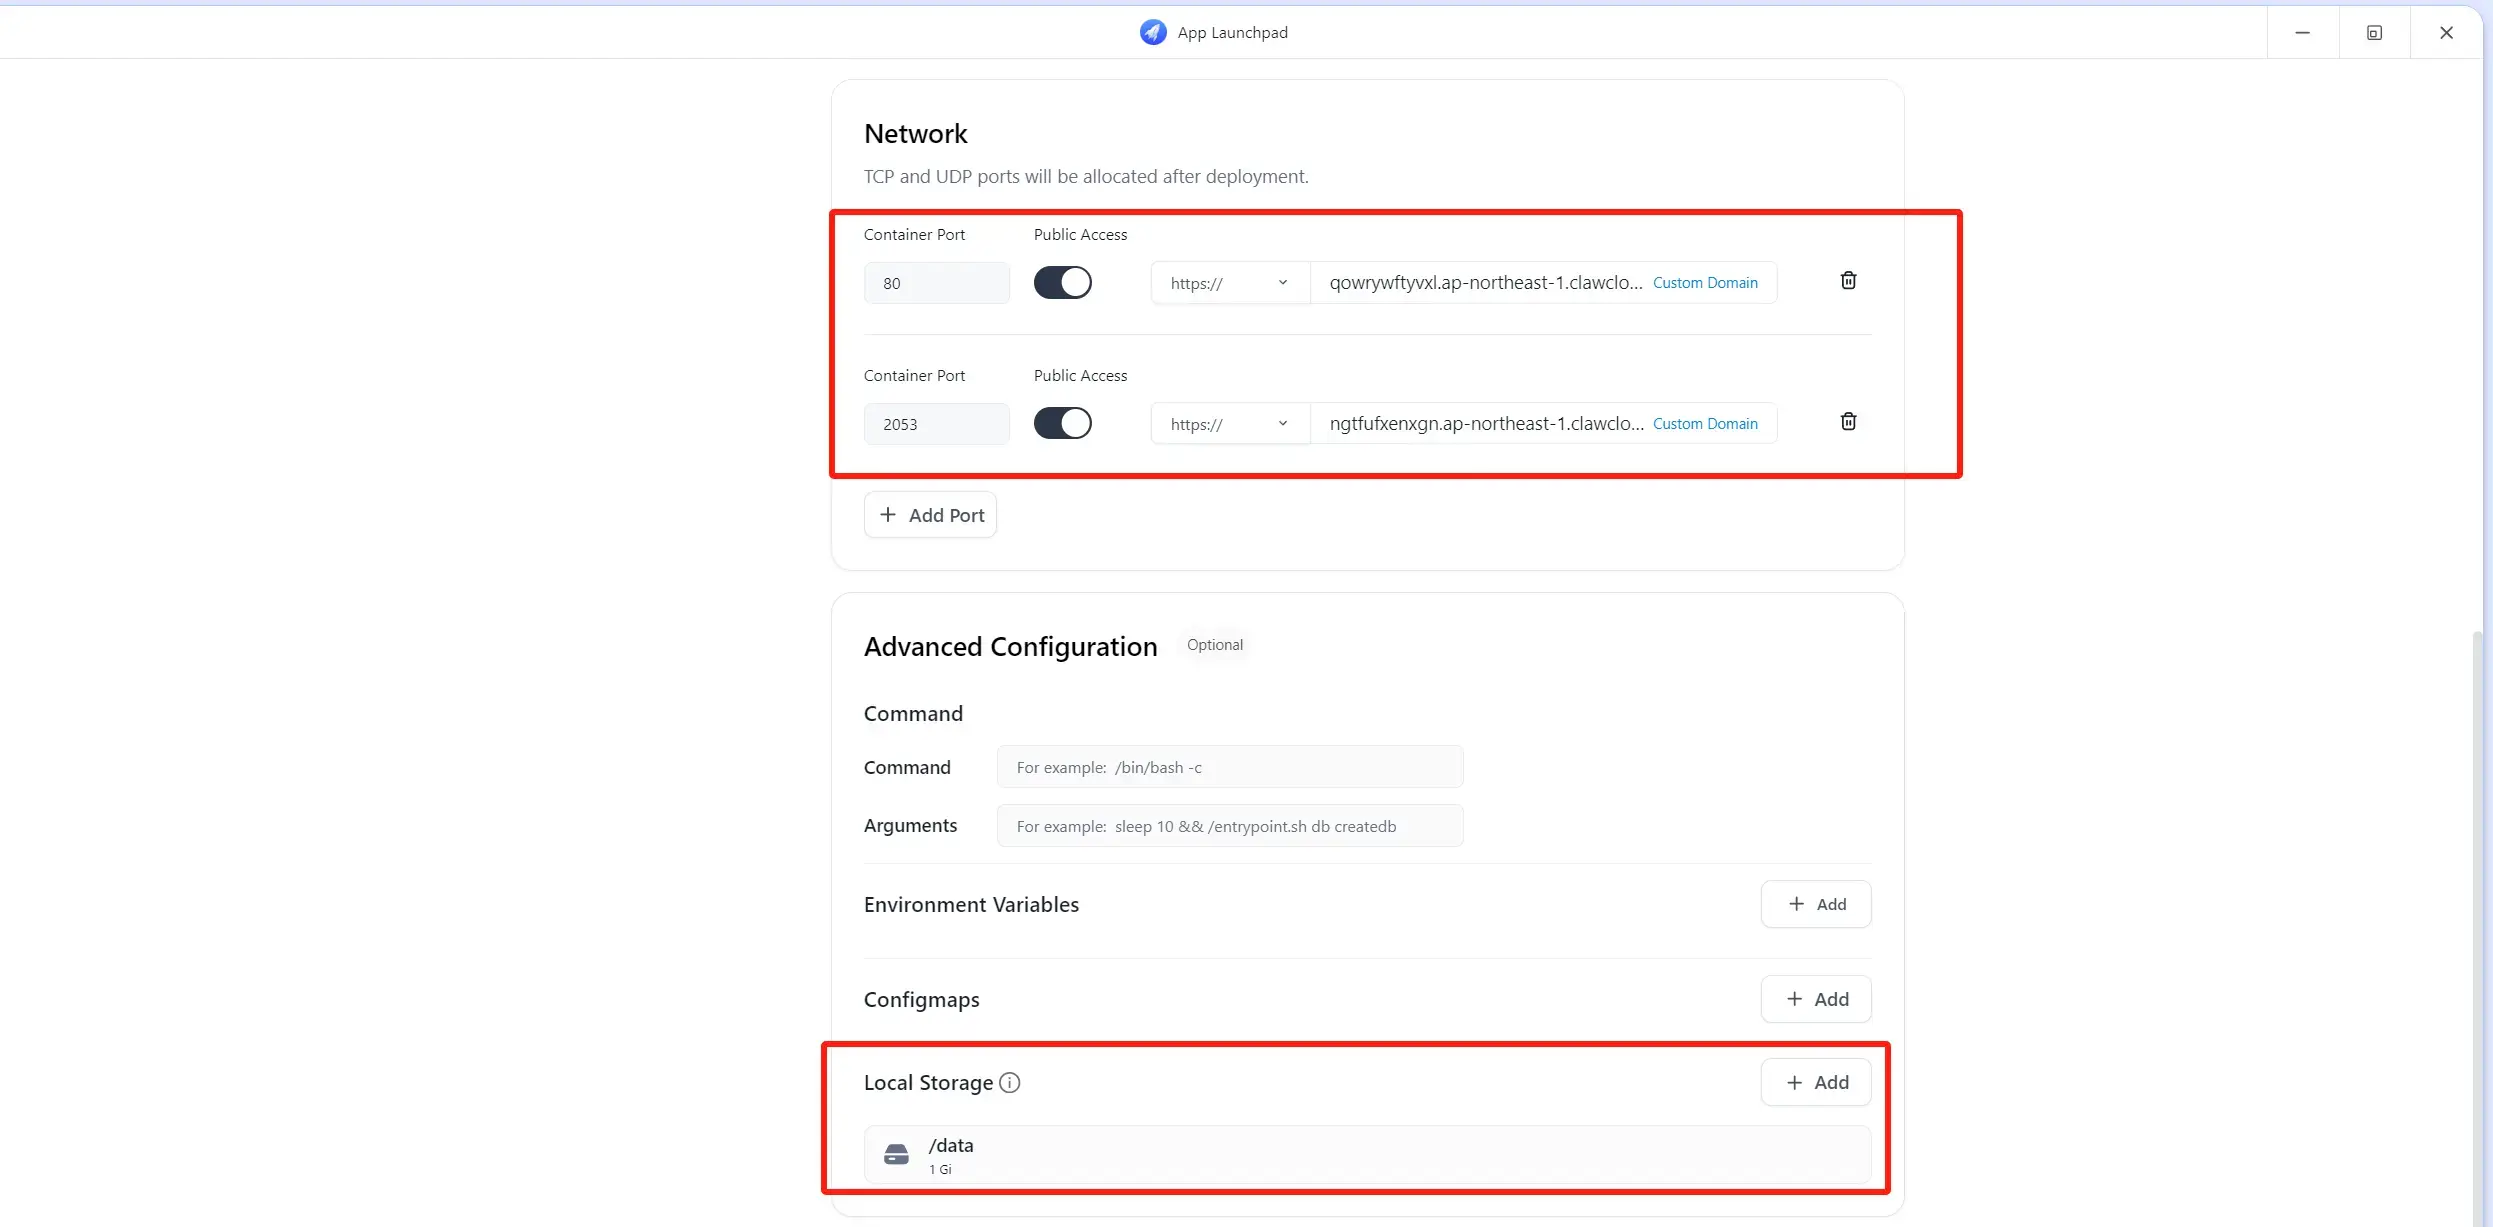 App Launchpad
Network
TCP and UDP ports will be allocated after deployment.
Container Port Public Access
80 https:// qowrywftyvxl.ap-northeast-1.clawclo... Custom Domain
Container Port Public Access
2053 https:// ngtfufxenxgn.ap-northeast-1.clawclo... Custom Domain
+ Add Port
Advanced Configuration Optional
Command
Command For example: /bin/bash -c
Arguments For example: sleep 10 && /entrypoint.sh db createdb
Environment Variables + Add
Configmaps + Add
Local Storage + Add
/data
1 Gi